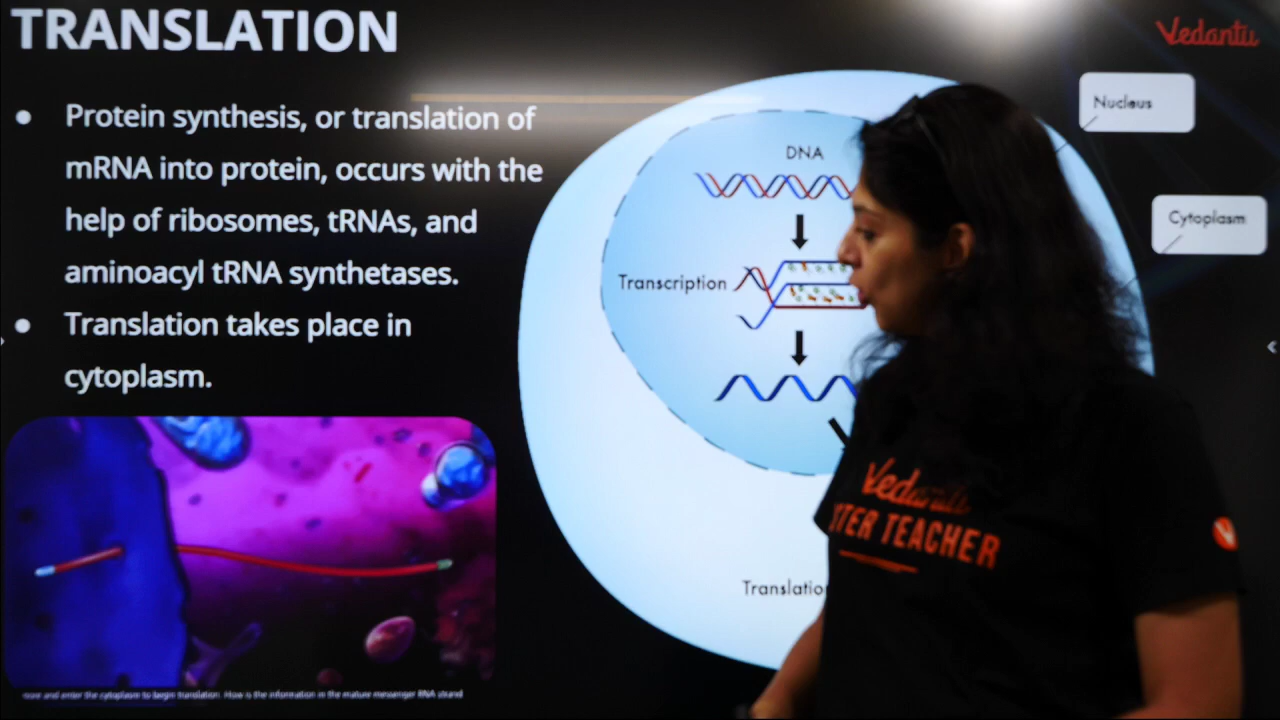 TRANSLATION
Vedantu
Protein synthesis, or translation of
mRNA into protein, occurs with the
help of ribosomes, tRNAs, and
aminoacyl tRNA synthetases.
Translation takes place in
cytoplasm.
Nucleus
Cytoplasm
DNA
Transcription
Translatio
Vedantu
STER TEACHER
and enter the cytoplasm to begin translation. How is the information in the mature messenger RNA strand